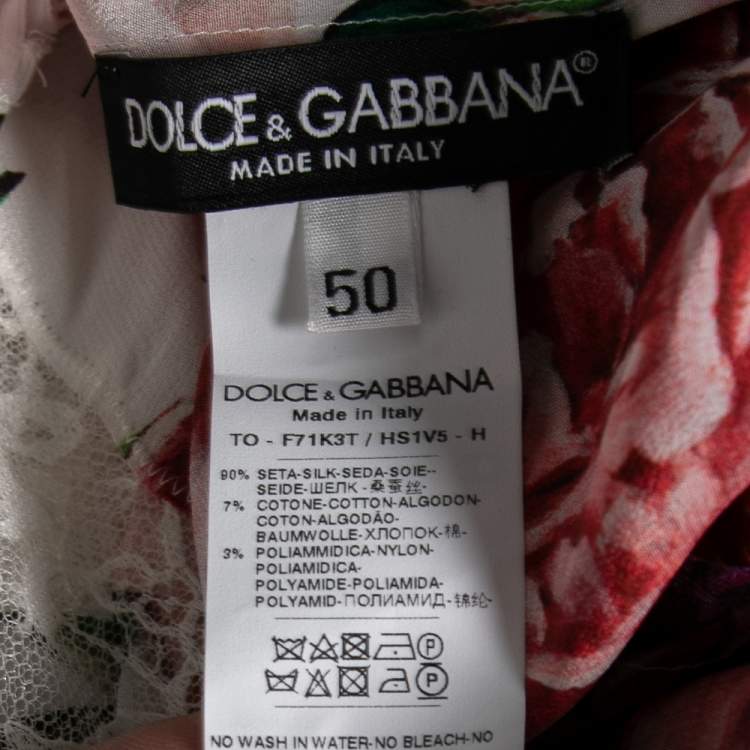 DOLCE & GABBANA®
MADE IN ITALY
50
DOLCE & GABBANA
Made in Italy
TO - F71K3T / HS1V5 - H
90% SETA-SILK-SEDA-SOIE--
SEIDE-ШЕЛК -桑蚕丝-
7% COTONE-COTTON-ALGODON-
COTON-ALGODÃO-
BAUMWOLLE-ХЛОПОК-棉-
3% POLIAMMIDICA-NYLON-
POLIAMIDICA-
POLYAMIDE-POLIAMIDA-
POLYAMID-ПОЛИАМИД-锦纶-
P
P
NO WASH IN WATER-NO BLEACH-NO